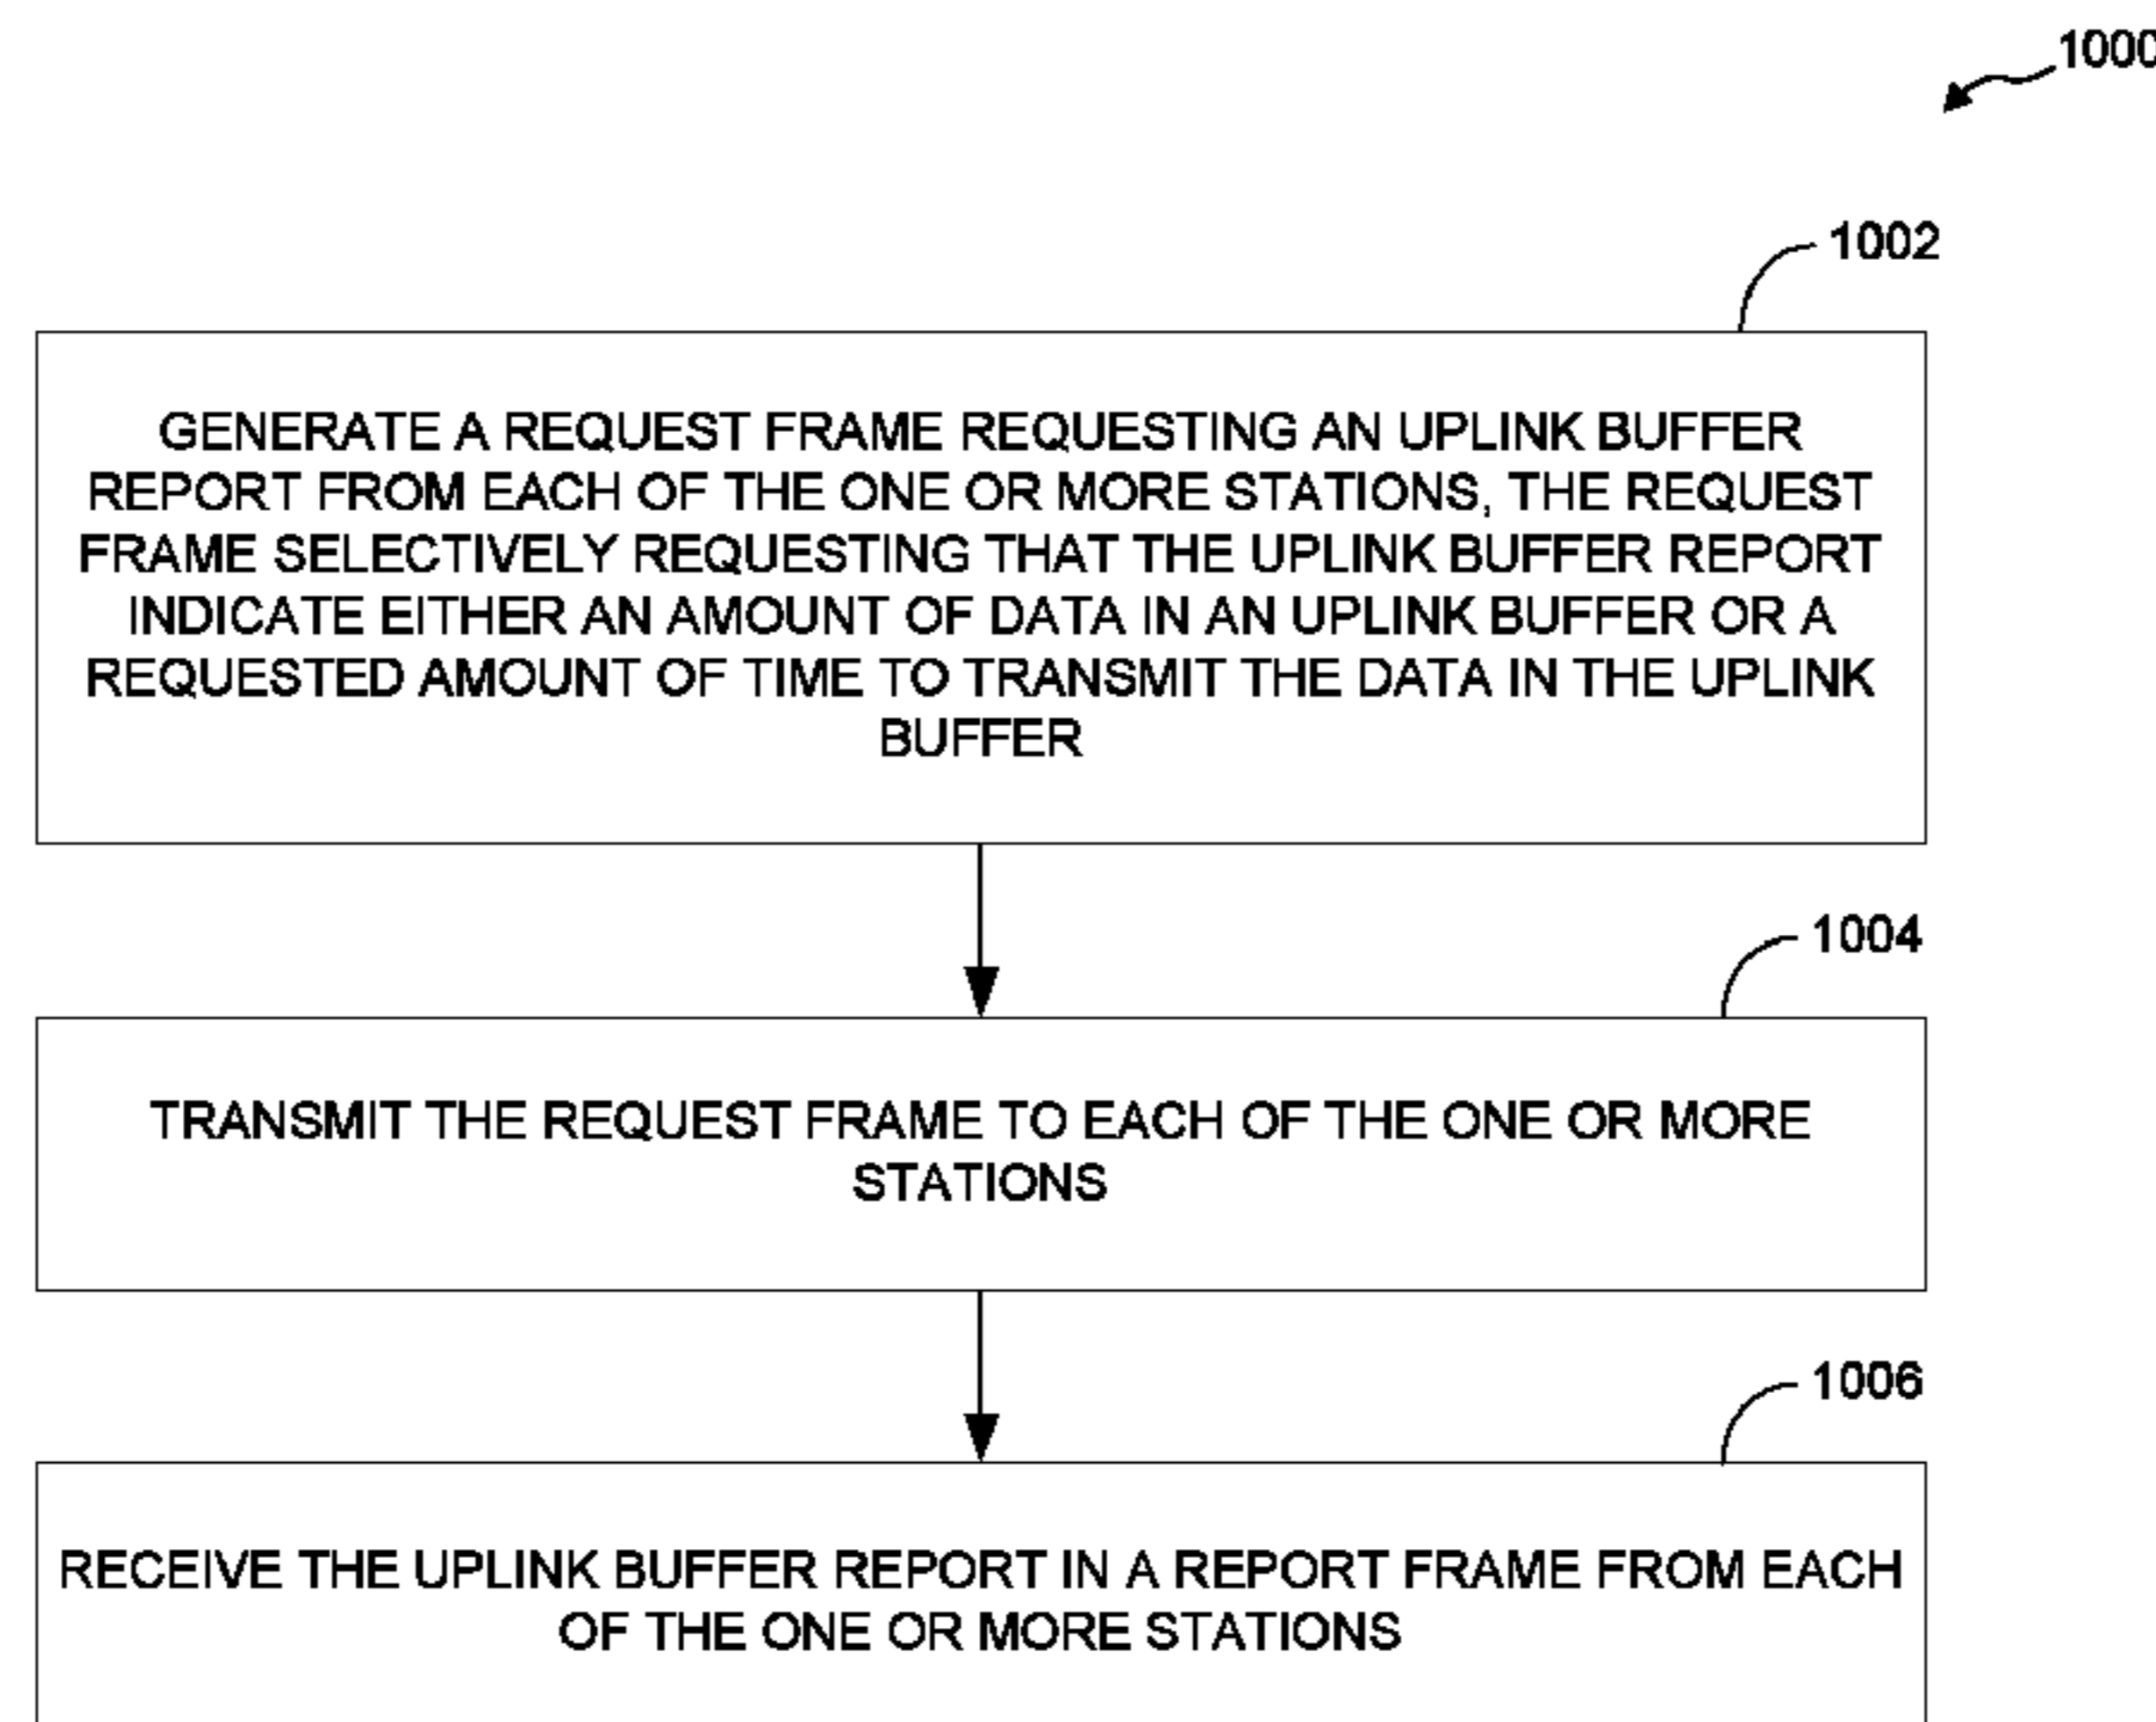 1000
1002
GENERATE A REQUEST FRAME REQUESTING AN UPLINK BUFFER
REPORT FROM EACH OF THE ONE OR MORE STATIONS, THE REQUEST
FRAME SELECTIVELY REQUESTING THAT THE UPLINK BUFFER REPORT
INDICATE EITHER AN AMOUNT OF DATA IN AN UPLINK BUFFER OR A
REQUESTED AMOUNT OF TIME TO TRANSMIT THE DATA IN THE UPLINK
BUFFER
1004
TRANSMIT THE REQUEST FRAME TO EACH OF THE ONE OR MORE
STATIONS
1006
RECEIVE THE UPLINK BUFFER REPORT IN A REPORT FRAME FROM EACH
OF THE ONE OR MORE STATIONS